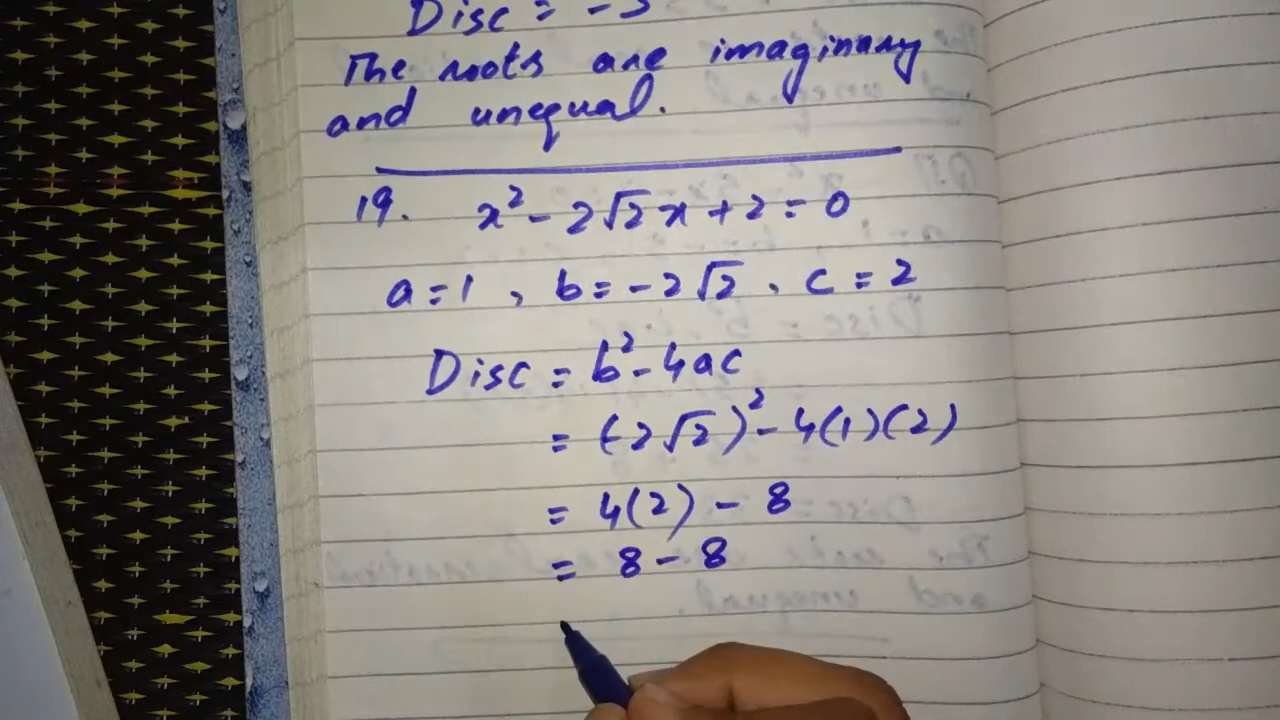 Disc = -3
The roots are imaginary
and unequal.
19. x² - 2√2x + 2 = 0
a = 1 , b = -2√2 , c = 2
Disc = b² - 4ac
= (-2√2)² - 4(1)(2)
= 4(2) - 8
= 8 - 8